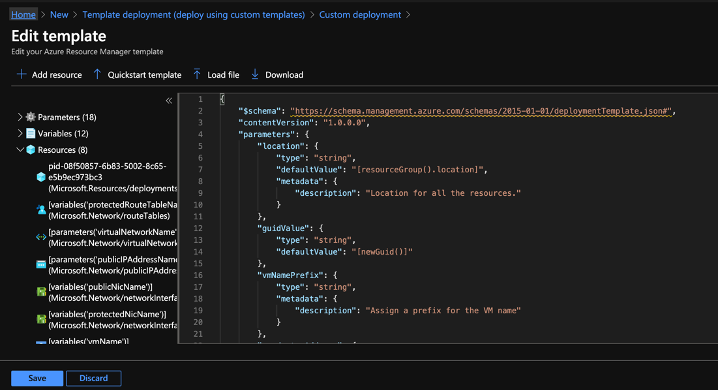 Home > New > Template deployment (deploy using custom templates) > Custom deployment >
Edit template
Edit your Azure Resource Manager template
Add resource
Quickstart template
Load file
Download
«
Parameters (18)
Variables (12)
Resources (8)
pid-08f50857-6b83-5002-8c65-
e5b9ec973bc3
(Microsoft.Resources/deployments
[variables('protectedRouteTableNa
(Microsoft.Network/routeTables)
[parameters('virtualNetworkName'
(Microsoft.Network/virtualNetwork
[parameters('publicIPAddressName
(Microsoft.Network/publicIPAddres
[variables('publicNicName')]
(Microsoft.Network/networkInterfa
[variables('protectedNicName')]
(Microsoft.Network/networkInterfa
[variables('vmName')]
1 {
2 "$schema": "https://schema.management.azure.com/schemas/2015-01-01/deploymentTemplate.json#",
3 "contentVersion": "1.0.0.0",
4 "parameters": {
5 "location": {
6 "type": "string",
7 "defaultValue": "[resourceGroup().location]",
8 "metadata": {
9 "description": "Location for all the resources."
10 }
11 },
12 "guidValue": {
13 "type": "string",
14 "defaultValue": "[newGuid()]"
15 },
16 "vmNamePrefix": {
17 "type": "string",
18 "metadata": {
19 "description": "Assign a prefix for the VM name"
20 }
21 },
Save
Discard